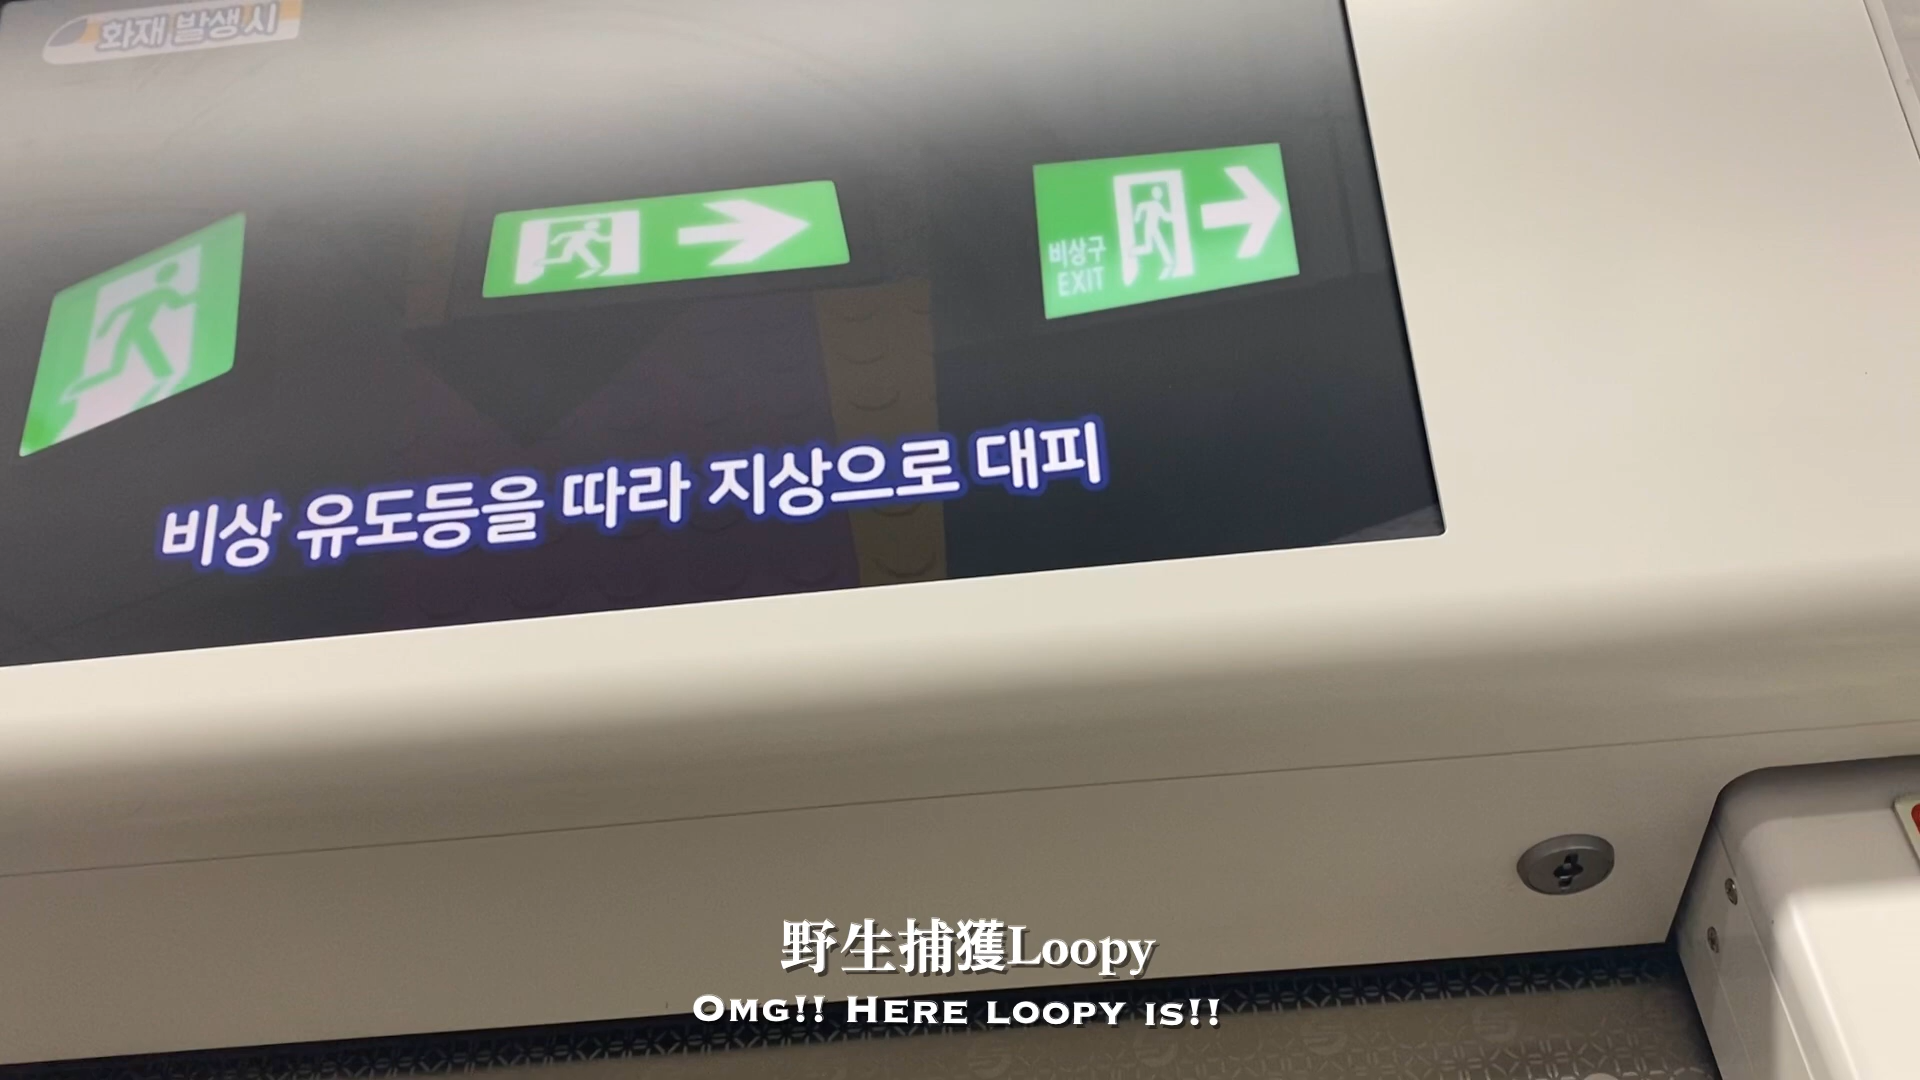 화재 발생 시
비상구
EXIT
비상 유도등을 따라 지상으로 대피
野生捕獲Loopy
OMG!! HERE LOOPY IS!!